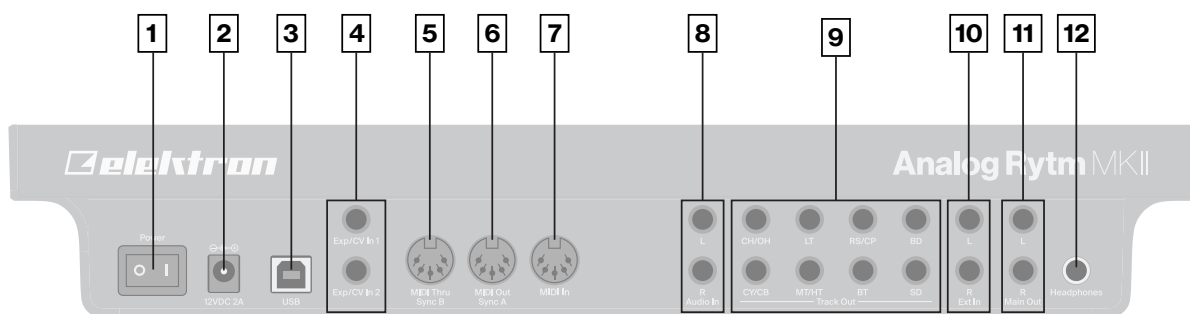 1 2 3 4 5 6 7 8 9 10 11 12
elektron
Analog Rytm MKII
Power
O I
12VDC 2A
USB
Exp/CV In 1
Exp/CV In 2
MIDI Thru
Sync B
MIDI Out
Sync A
MIDI In
L
R
Audio In
CH/OH LT RS/CP BD
CY/CB MT/HT BT SD
Track Out
L
R
Ext In
L
R
Main Out
Headphones